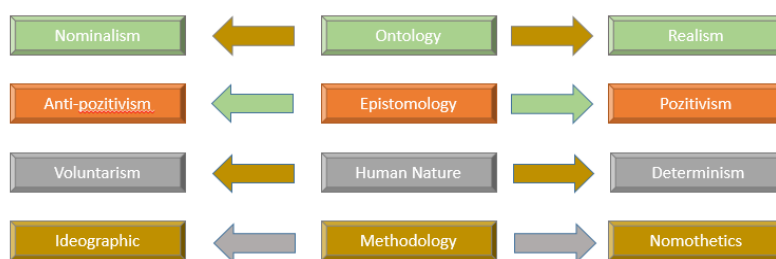 Nominalism Ontology Realism
Anti-pozitivism Epistomology Pozitivism
Voluntarism Human Nature Determinism
Ideographic Methodology Nomothetics